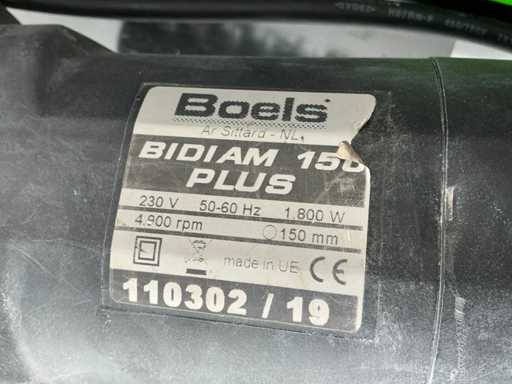 Boels
Ar Sittard - NL
BIDIAM 150
PLUS
230 V 50-60 Hz 1.800 W
4.900 rpm 150 mm
made in UE CE
110302 / 19